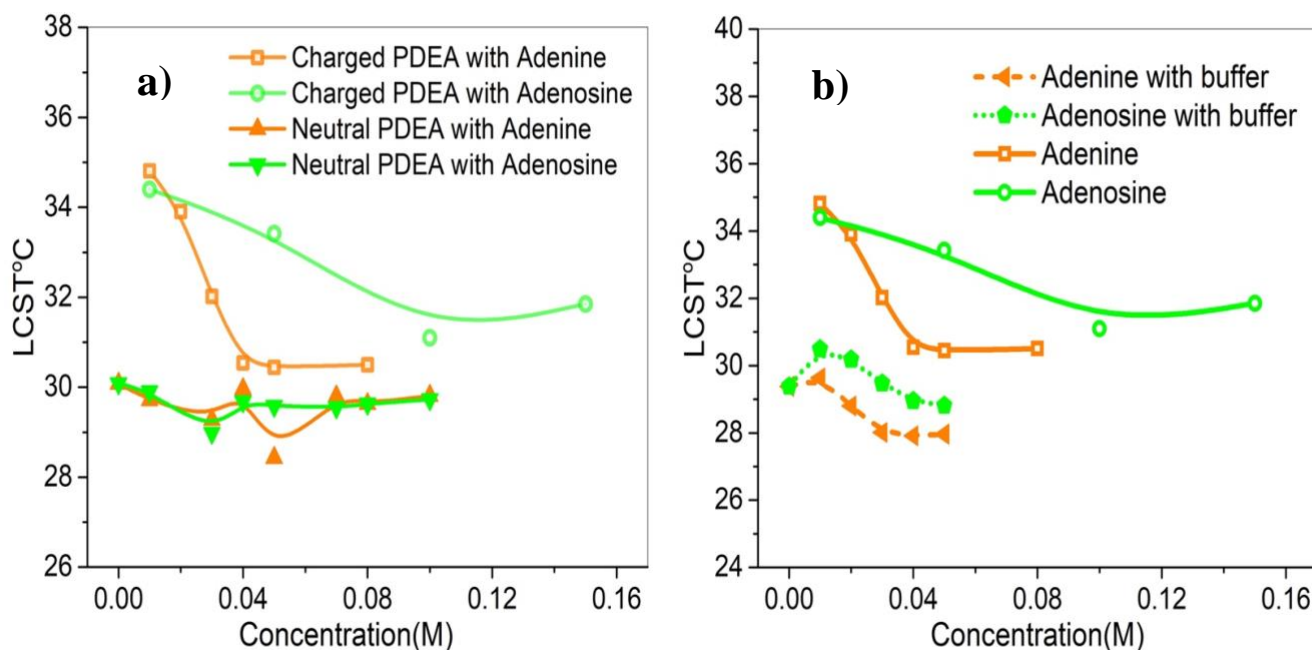 a)
Charged PDEA with Adenine
Charged PDEA with Adenosine
Neutral PDEA with Adenine
Neutral PDEA with Adenosine
38
36
34
32
30
28
26
LCST°C
0.00 0.04 0.08 0.12 0.16
Concentration(M)
b)
Adenine with buffer
Adenosine with buffer
Adenine
Adenosine
40
38
36
34
32
30
28
26
24
LCST°C
0.00 0.04 0.08 0.12 0.16
Concentration(M)